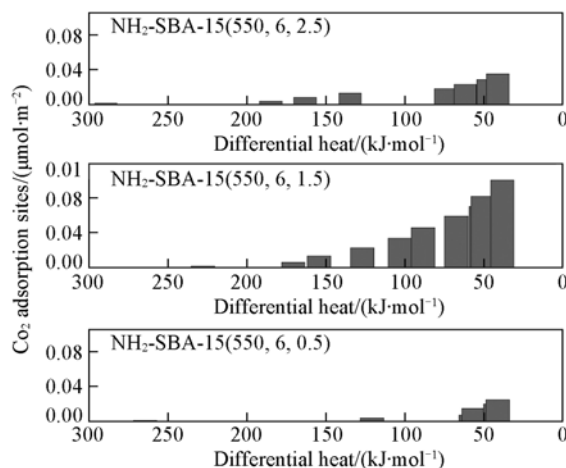 Co₂ adsorption sites/(μmol·m⁻²)
NH₂-SBA-15(550, 6, 2.5)
0.08
0.04
0.00
300 250 200 150 100 50 0
Differential heat/(kJ·mol⁻¹)
NH₂-SBA-15(550, 6, 1.5)
0.01
0.08
0.04
0.00
300 250 200 150 100 50 0
Differential heat/(kJ·mol⁻¹)
NH₂-SBA-15(550, 6, 0.5)
0.08
0.04
0.00
300 250 200 150 100 50 0
Differential heat/(kJ·mol⁻¹)